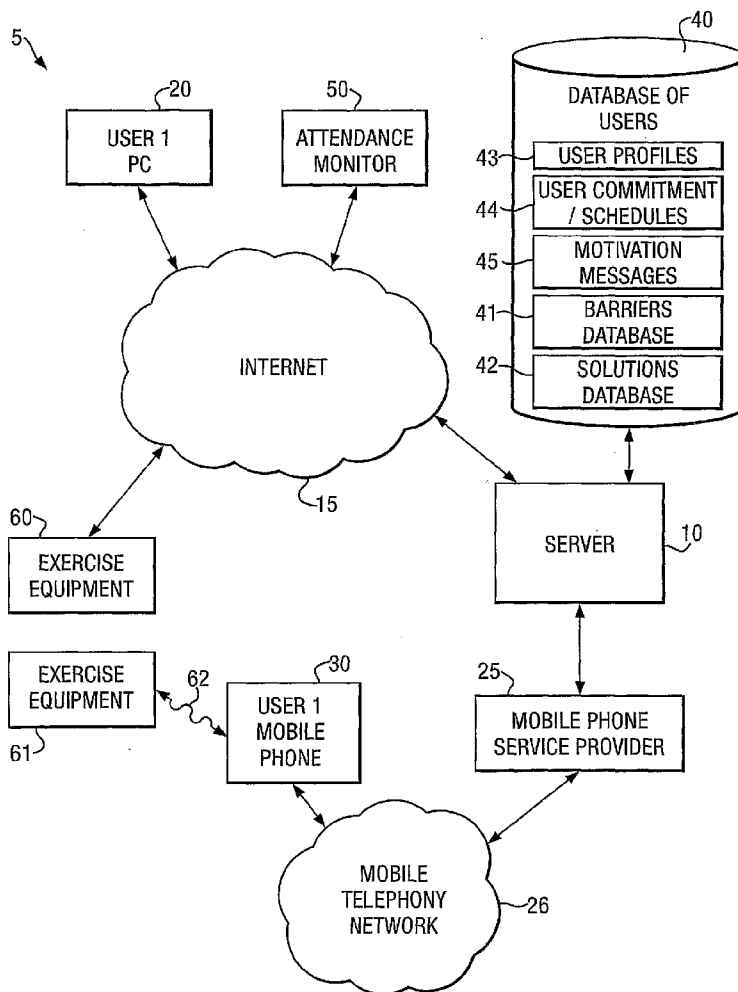 5
40
20
50
USER 1
PC
ATTENDANCE
MONITOR
DATABASE OF
USERS
43
USER PROFILES
44
USER COMMITMENT
/ SCHEDULES
45
MOTIVATION
MESSAGES
41
BARRIERS
DATABASE
42
SOLUTIONS
DATABASE
INTERNET
15
60
EXERCISE
EQUIPMENT
SERVER
10
EXERCISE
EQUIPMENT
61
62
30
USER 1
MOBILE
PHONE
25
MOBILE PHONE
SERVICE PROVIDER
MOBILE
TELEPHONY
NETWORK
26